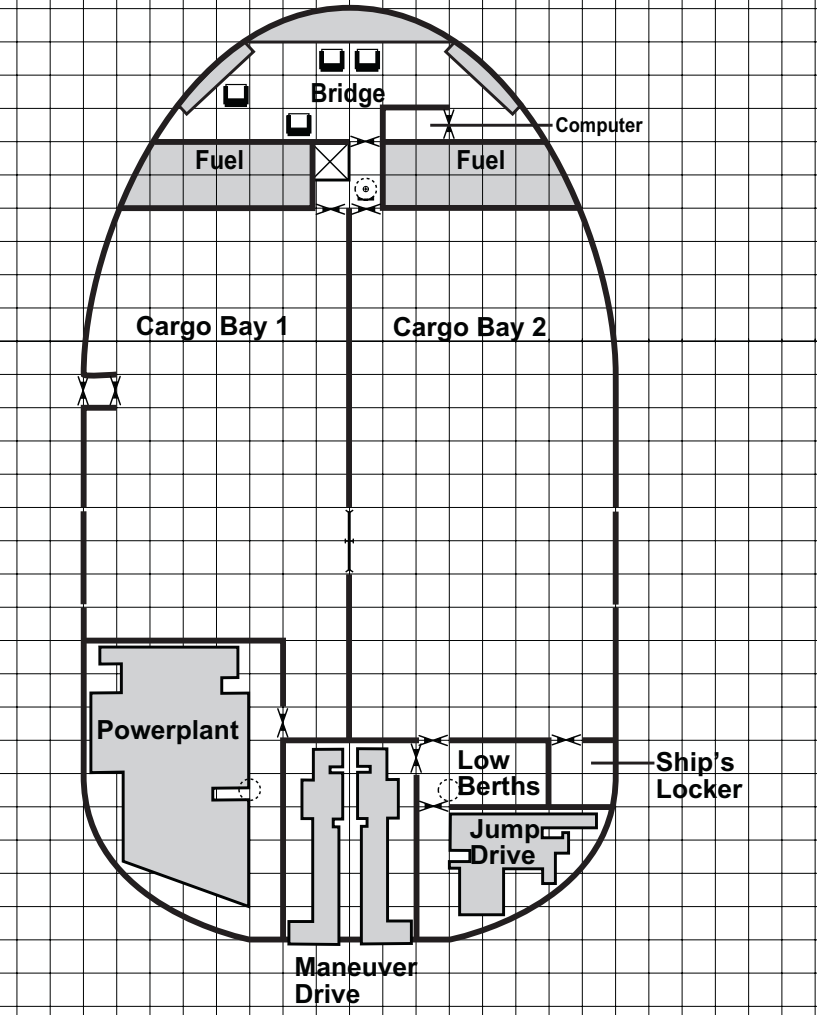 Bridge
Computer
Fuel
Fuel
Cargo Bay 1
Cargo Bay 2
Powerplant
Low
Berths
Ship's
Locker
Jump
Drive
Maneuver
Drive